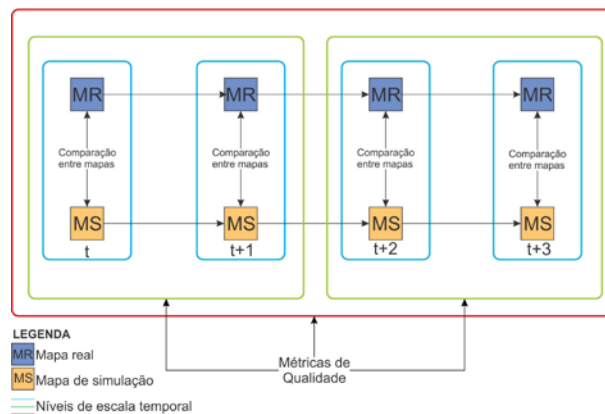 MR MR MR MR
Comparação entre mapas
Comparação entre mapas
Comparação entre mapas
Comparação entre mapas
MS MS MS MS
t t+1 t+2 t+3
Métricas de
Qualidade
LEGENDA
MR Mapa real
MS Mapa de simulação
Níveis de escala temporal